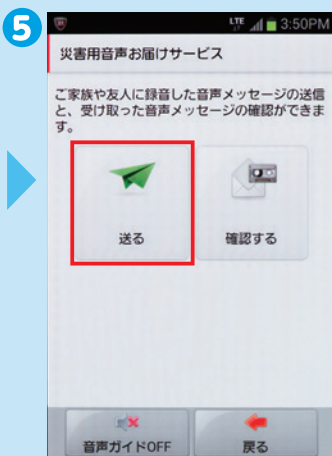 5
LTE 3:50PM
災害用音声お届けサービス
ご家族や友人に録音した音声メッセージの送信
と、受け取った音声メッセージの確認ができま
す。
送る 確認する
音声ガイドOFF 戻る